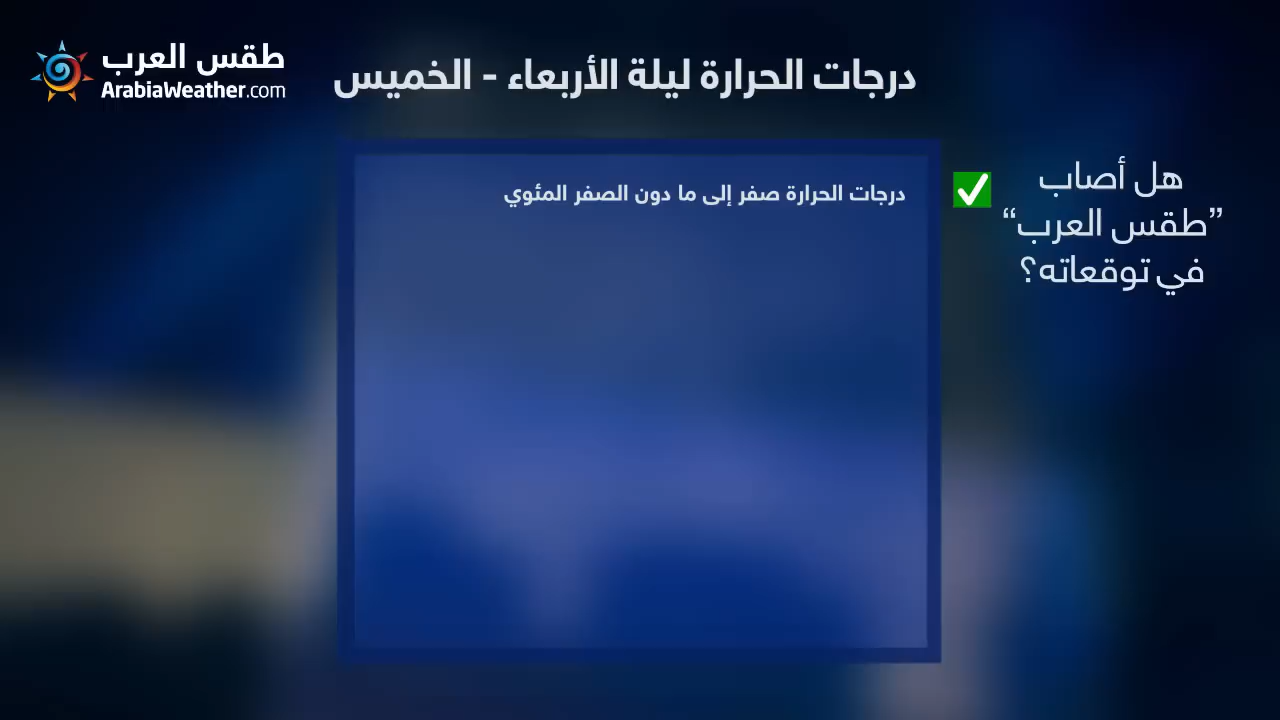 طقس العرب
ArabiaWeather.com
درجات الحرارة ليلة الأربعاء - الخميس
درجات الحرارة صفر إلى ما دون الصفر المئوي
هل أصاب
”طقس العرب“
في توقعاته؟